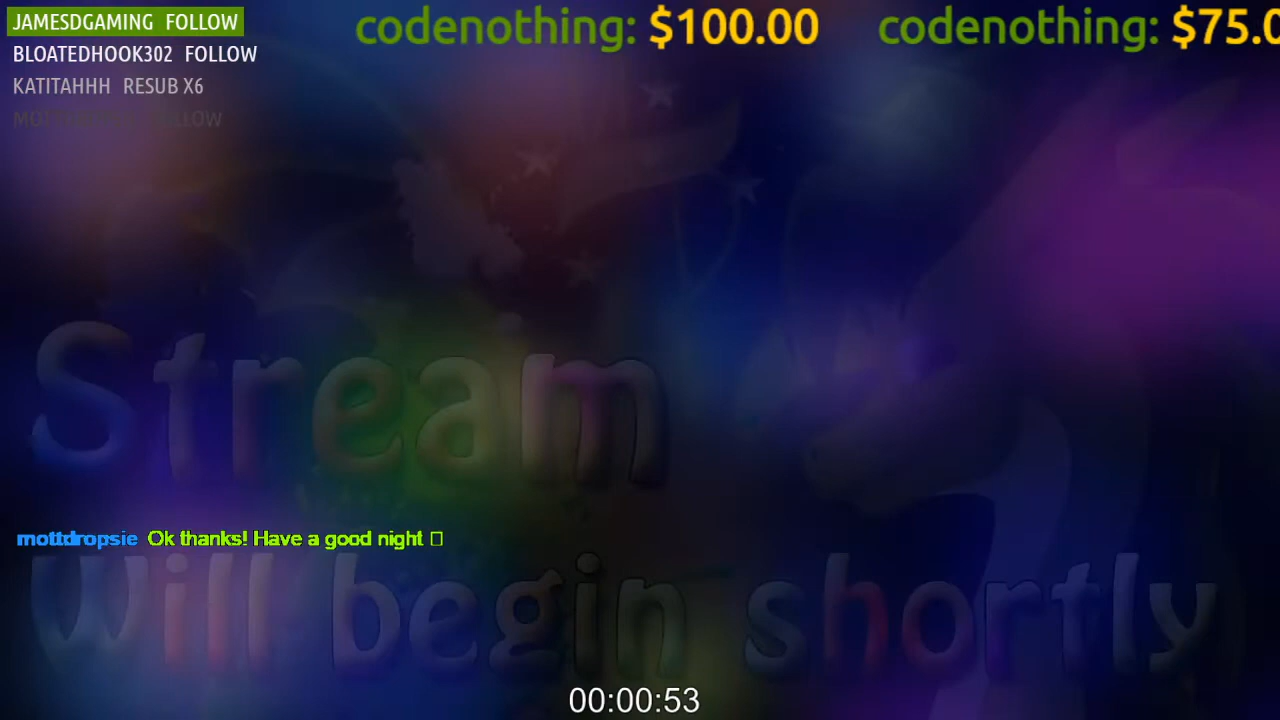 JAMESDGAMING FOLLOW
codenothing: $100.00 codenothing: $75.0
BLOATEDHOOK302 FOLLOW
KATITAHHH RESUB X6
FOLLOW
Stream
mottdropsie Ok thanks! Have a good night
Will begin shortly
00:00:53